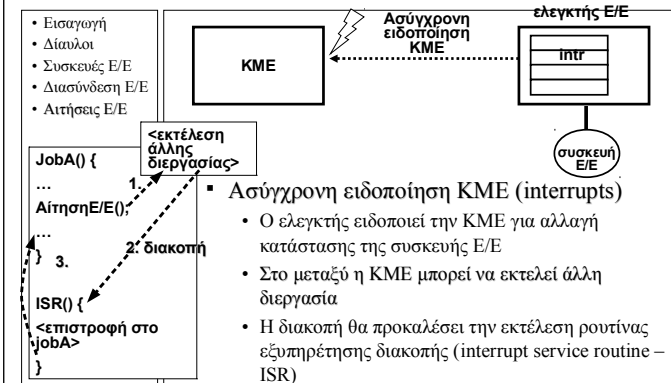 • Εισαγωγή
• Δίαυλοι
• Συσκευές Ε/Ε
• Διασύνδεση Ε/Ε
• Αιτήσεις Ε/Ε
ΚΜΕ
Ασύγχρονη
ειδοποίηση
ΚΜΕ
ελεγκτής Ε/Ε
intr
συσκευή
Ε/Ε
<εκτέλεση
άλλης
διεργασίας>
JobA() {
…
1.
ΑίτησηΕ/Ε();
…
2. διακοπή
}
3.
ISR() {
<επιστροφή στο
jobA>
}
▪ Ασύγχρονη ειδοποίηση ΚΜΕ (interrupts)
• Ο ελεγκτής ειδοποιεί την ΚΜΕ για αλλαγή
κατάστασης της συσκευής Ε/Ε
• Στο μεταξύ η ΚΜΕ μπορεί να εκτελεί άλλη
διεργασία
• Η διακοπή θα προκαλέσει την εκτέλεση ρουτίνας
εξυπηρέτησης διακοπής (interrupt service routine –
ISR)